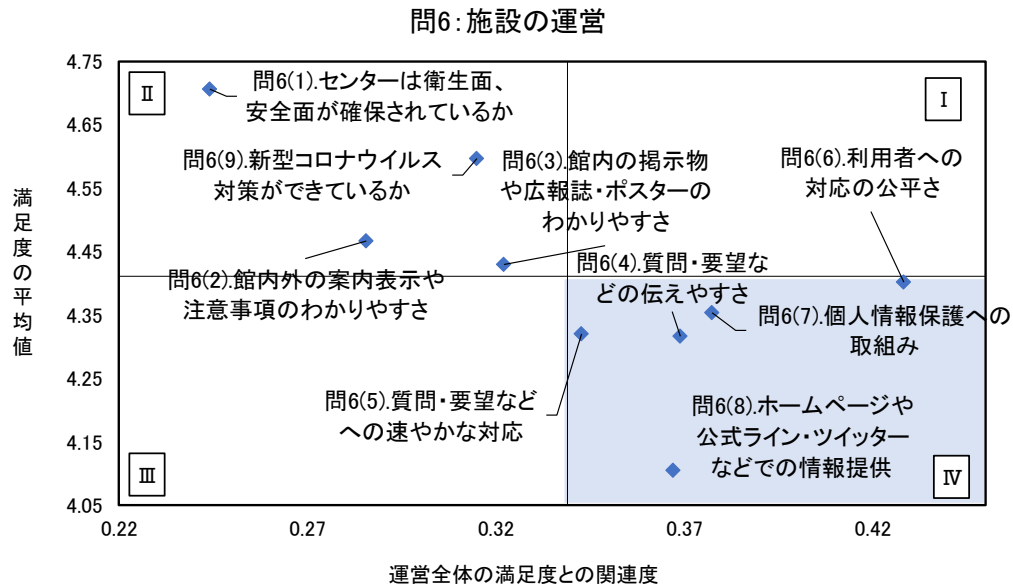 問6：施設の運営
4.75
4.65
4.55
4.45
4.35
4.25
4.15
4.05
満足度の平均値
Ⅱ
Ⅰ
Ⅲ
Ⅳ
問6(1).センターは衛生面、
安全面が確保されているか
問6(9).新型コロナウイルス
対策ができているか
問6(3).館内の掲示物
や広報誌・ポスターの
わかりやすさ
問6(6).利用者への
対応の公平さ
問6(2).館内外の案内表示や
注意事項のわかりやすさ
問6(4).質問・要望な
どの伝えやすさ
問6(7).個人情報保護への
取組み
問6(5).質問・要望など
への速やかな対応
問6(8).ホームページや
公式ライン・ツイッター
などでの情報提供
0.22
0.27
0.32
0.37
0.42
運営全体の満足度との関連度